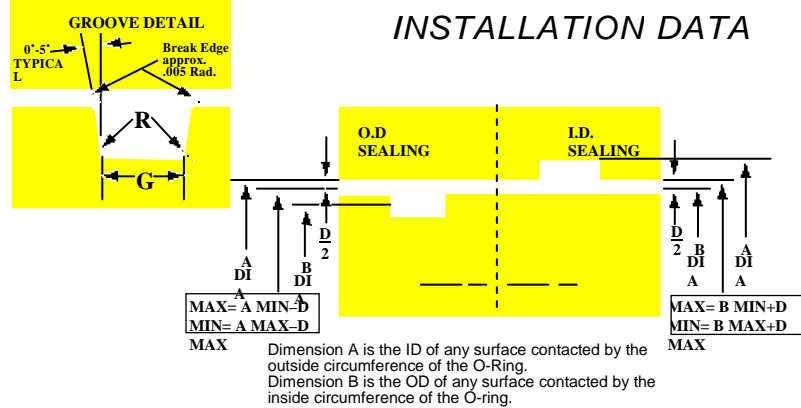 INSTALLATION DATA
GROOVE DETAIL
0°-5°
TYPICA
L
Break Edge
approx.
.005 Rad.
R
G
O.D
SEALING
I.D.
SEALING
D
2
A
DI
A
B
DI
A
D
2
B
DI
A
A
DI
A
MAX= A MIN–D
MIN= A MAX–D
MAX
MAX= B MIN+D
MIN= B MAX+D
MAX
Dimension A is the ID of any surface contacted by the
outside circumference of the O-Ring.
Dimension B is the OD of any surface contacted by the
inside circumference of the O-ring.